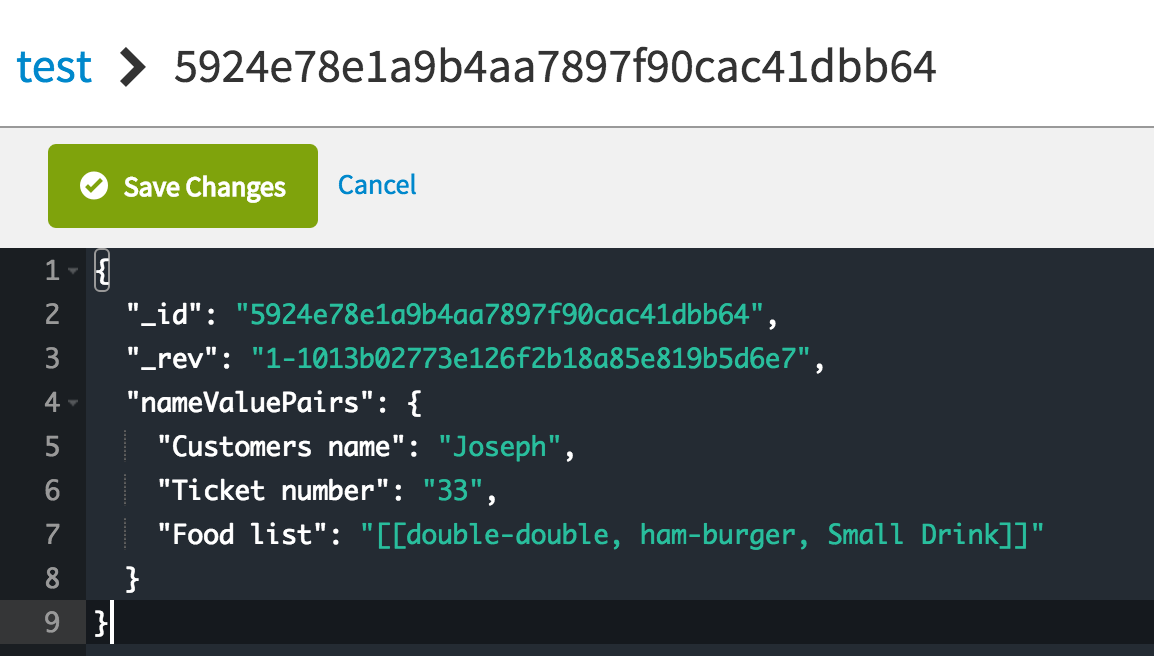 test > 5924e78e1a9b4aa7897f90cac41dbb64
Save Changes Cancel
1 {
2 "_id": "5924e78e1a9b4aa7897f90cac41dbb64",
3 "_rev": "1-1013b02773e126f2b18a85e819b5d6e7",
4 "nameValuePairs": {
5 "Customers name": "Joseph",
6 "Ticket number": "33",
7 "Food list": "[[double-double, ham-burger, Small Drink]]"
8 }
9 }